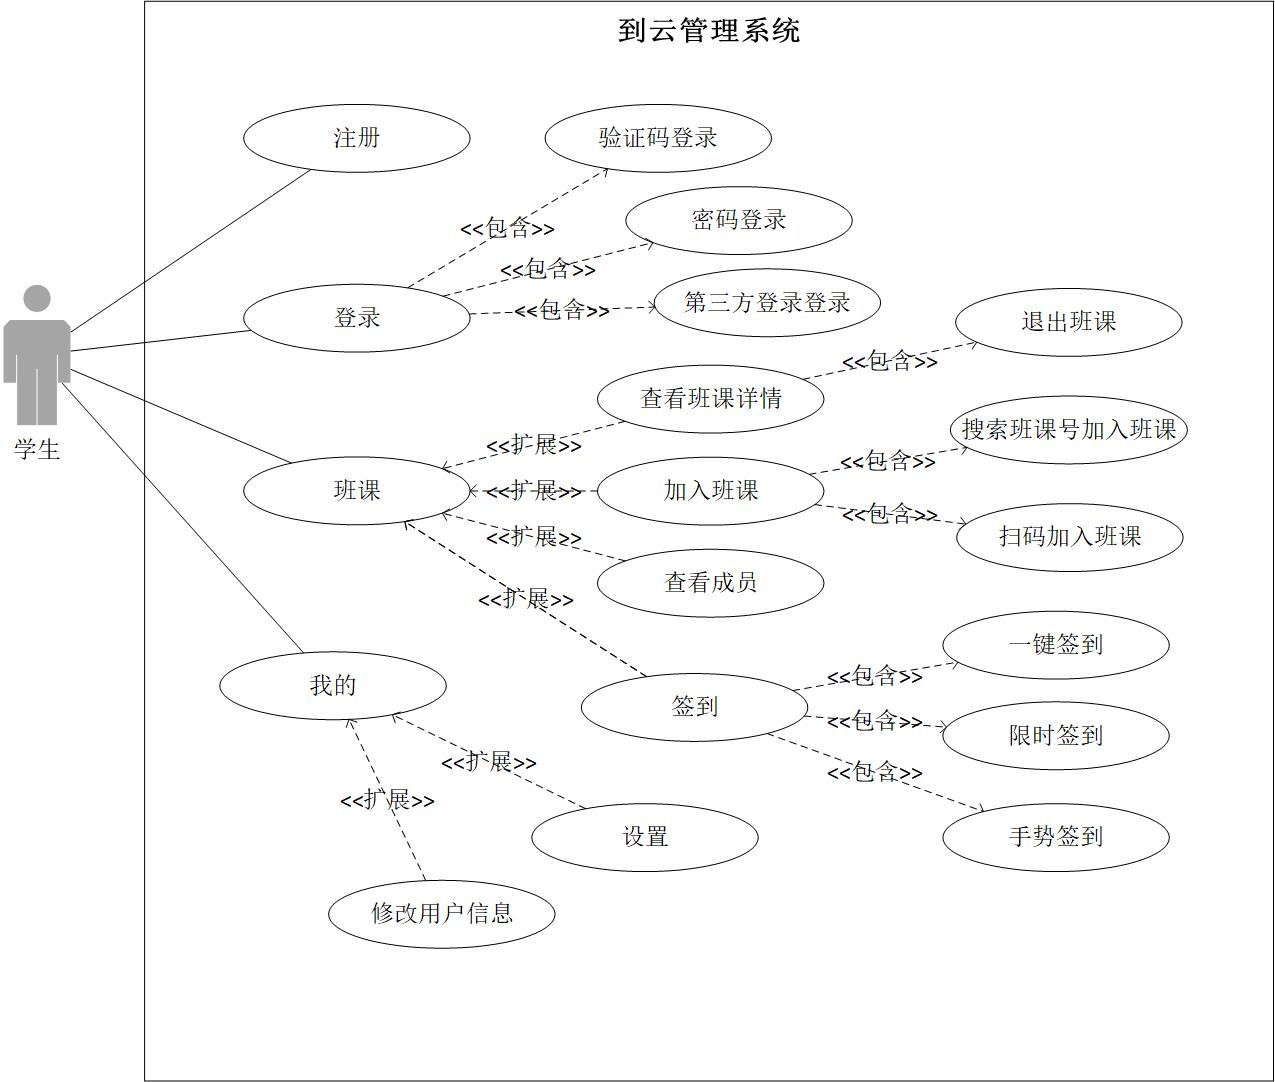 到云管理系统
注册
验证码登录
<<包含>>
密码登录
<<包含>>
登录
<<包含>>
第三方登录登录
退出班课
<<包含>>
查看班课详情
学生
<<扩展>>
搜索班课号加入班课
<<包含>>
班课
<<扩展>>
加入班课
<<包含>>
扫码加入班课
<<扩展>>
查看成员
<<扩展>>
一键签到
<<包含>>
我的
签到
<<包含>>
限时签到
<<扩展>>
<<包含>>
<<扩展>>
设置
手势签到
修改用户信息